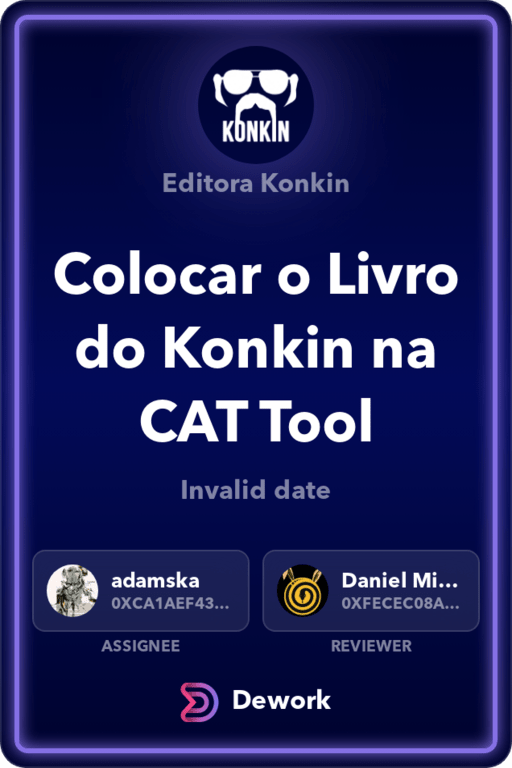 KONKIN
Editora Konkin
Colocar o Livro
do Konkin na
CAT Tool
Invalid date
adamska
0XCA1AEF43...
ASSIGNEE
Daniel Mi...
0XFECEC08A...
REVIEWER
Dework